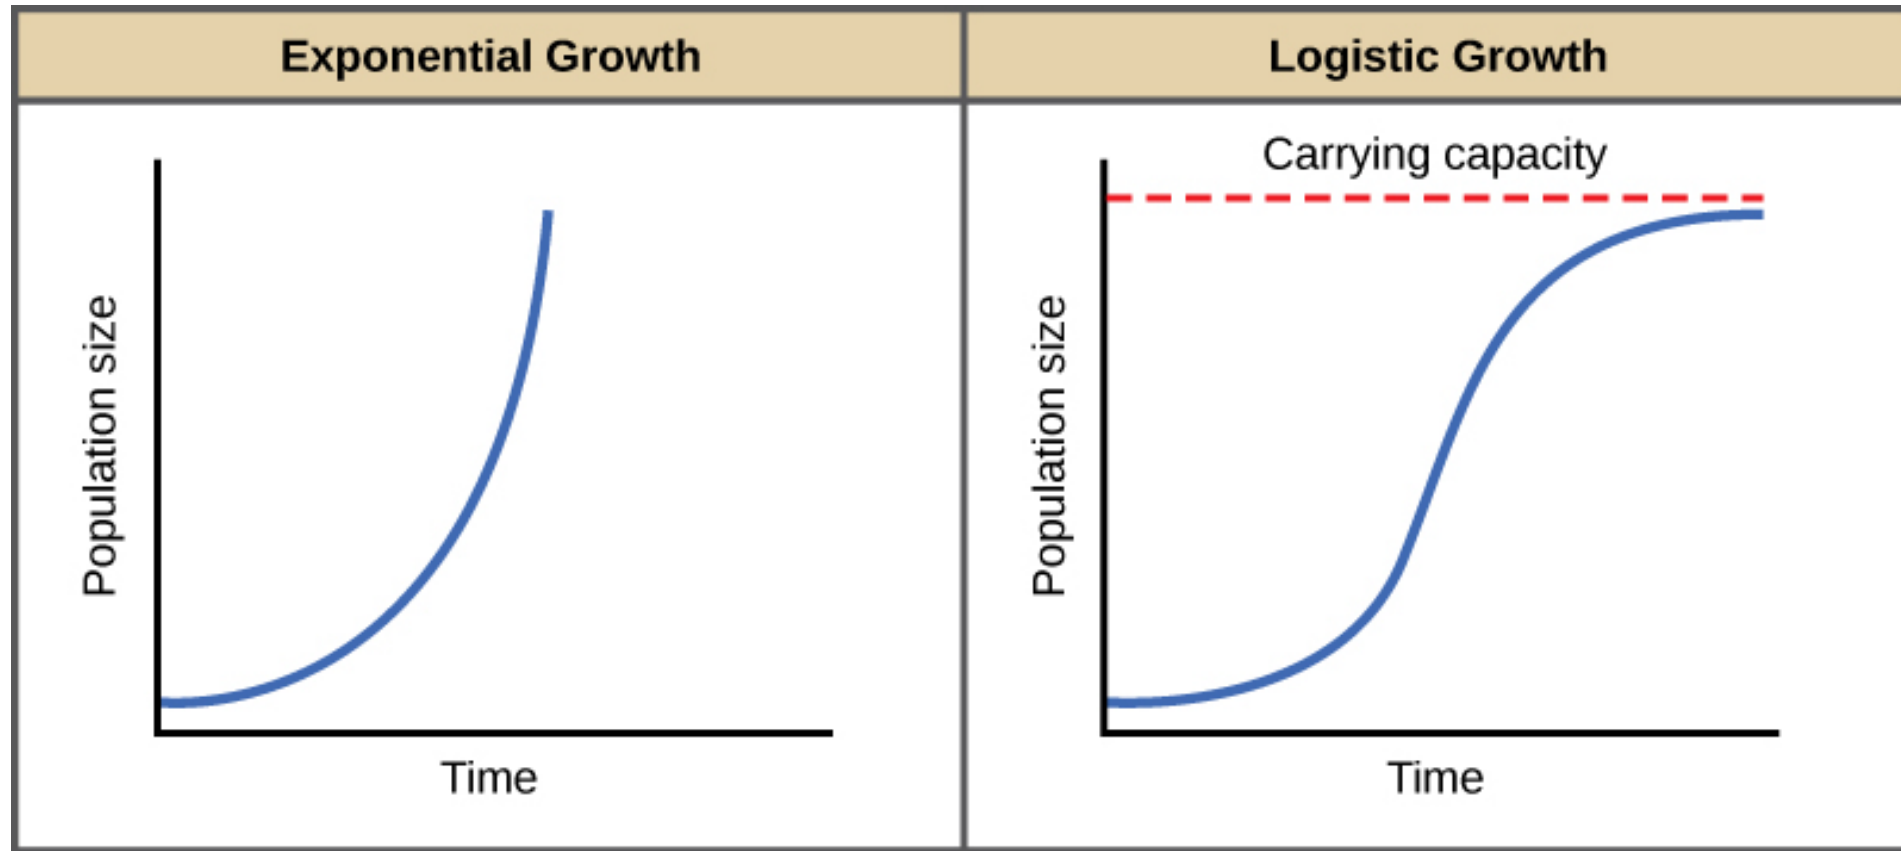 Exponential Growth
Logistic Growth
Population size
Time
Carrying capacity
Population size
Time